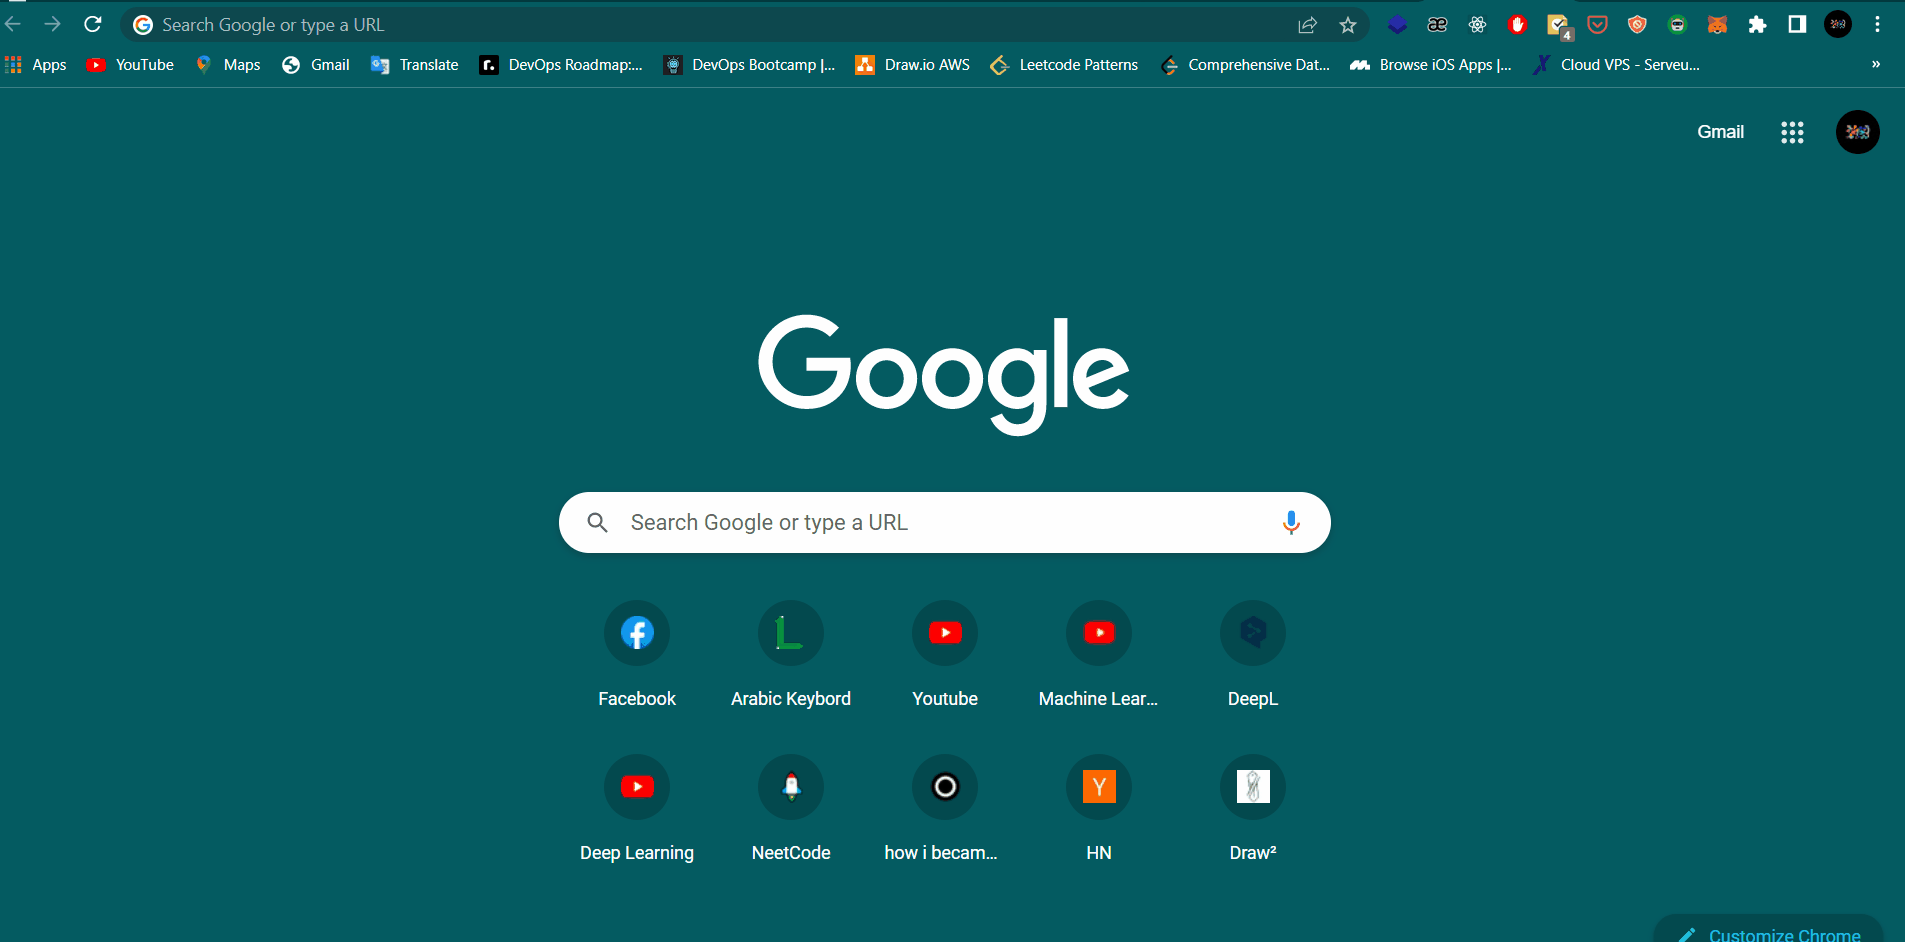 Search Google or type a URL
4
Apps YouTube Maps Gmail Translate DevOps Roadmap:... DevOps Bootcamp |... Draw.io AWS Leetcode Patterns Comprehensive Dat... Browse iOS Apps |... Cloud VPS - Serveu... »
Gmail
Google
Search Google or type a URL
Facebook Arabic Keybord Youtube Machine Lear... DeepL
Deep Learning NeetCode how i becam... HN Draw²
Customize Chrome